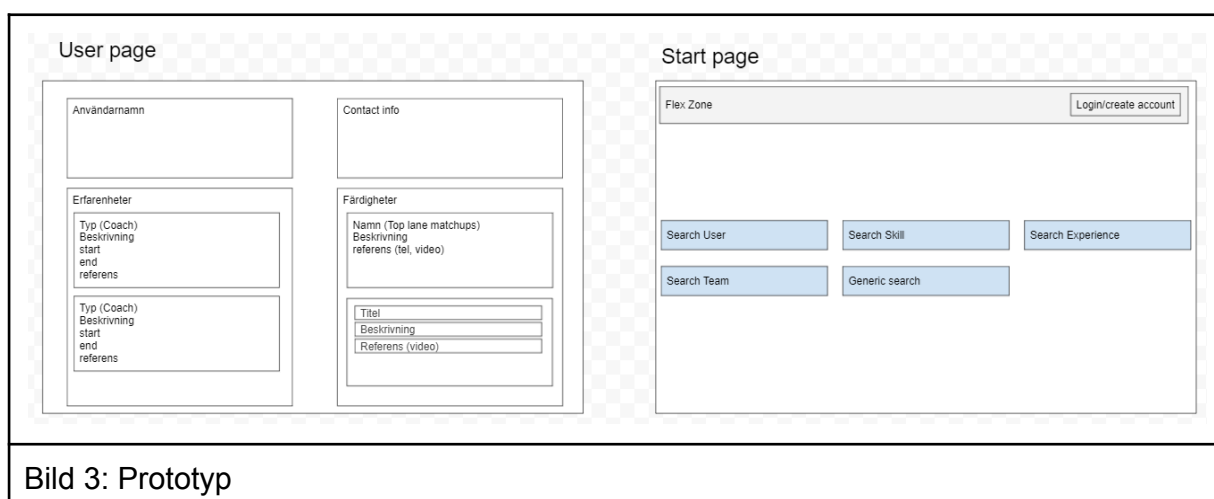 User page
Användarnamn
Contact info
Erfarenheter
Typ (Coach)
Beskrivning
start
end
referens
Typ (Coach)
Beskrivning
start
end
referens
Färdigheter
Namn (Top lane matchups)
Beskrivning
referens (tel, video)
Titel
Beskrivning
Referens (video)
Start page
Flex Zone
Login/create account
Search User
Search Skill
Search Experience
Search Team
Generic search
Bild 3: Prototyp